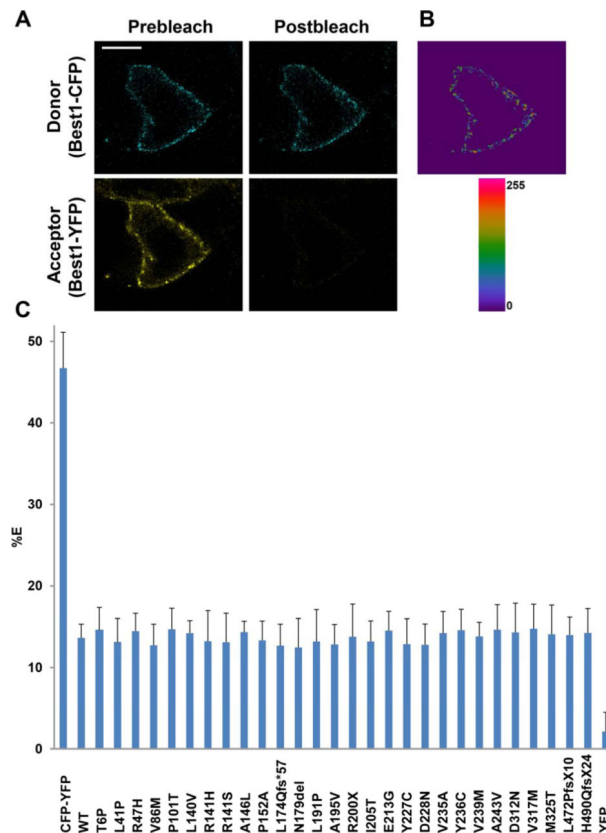 A
Prebleach
Postbleach
B
Donor
(Best1-CFP)
Acceptor
(Best1-YFP)
255
0
C
50
40
30
20
10
0
%E
CFP-YFP
WT
T6P
L41P
R47H
V86M
P101T
L140V
R141H
R141S
A146L
P152A
L174Qfs*57
N179del
L191P
A195V
R200X
I205T
E213G
Y227C
D228N
V235A
V236C
V239M
A243V
D312N
V317M
M325T
L472PfsX10
H490QfsX24